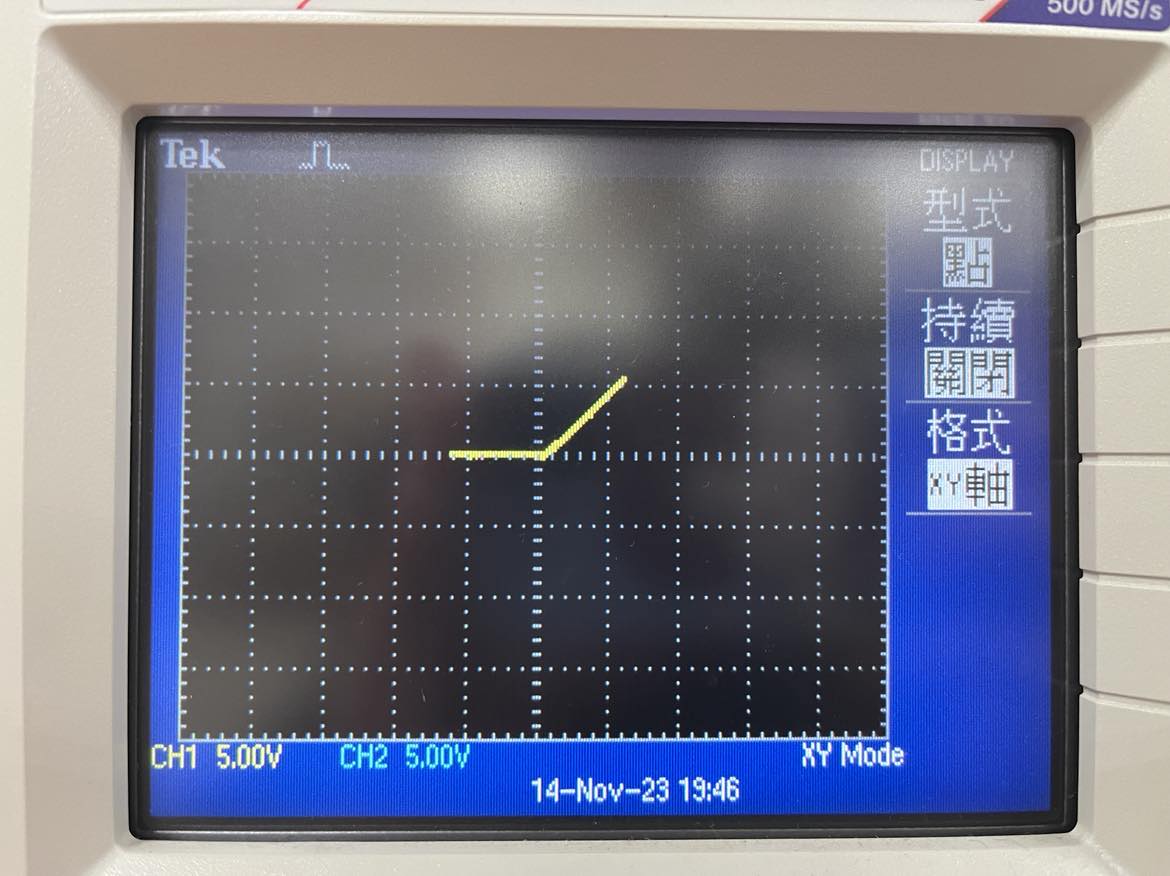 500 MS/s
Tek
DISPLAY
型式
點
持續
關閉
格式
XY軸
CH1 5.00V
CH2 5.00V
XY Mode
14-Nov-23 19:46